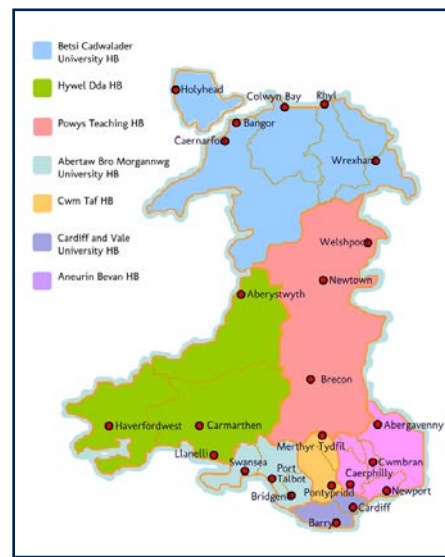 Betsi Cadwalader
University HB
Hywel Dda HB
Powys Teaching HB
Abertaw Bro Morgannwg
University HB
Cwm Taf HB
Cardiff and Vale
University HB
Aneurin Bevan HB
Holyhead
Colwyn Bay
Rhyl
Bangor
Caernarfo
Wrexham
Welshpool
Newtown
Aberystwyth
Brecon
Haverfordwest
Carmarthen
Abergavenny
Merthyr Tydfil
Llanelli
Cwmbran
Swansea
Port
Talbot
Caerphilly
Bridgend
Pontypridd
Newport
Cardiff
Barry